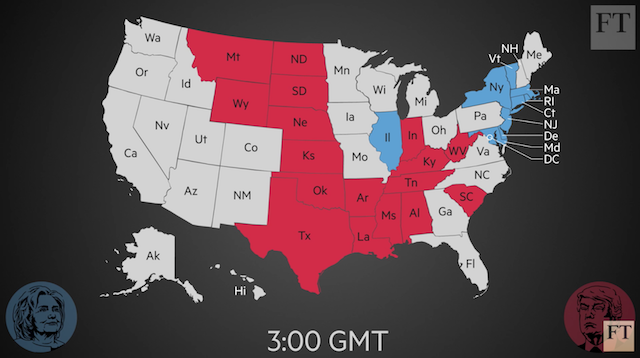 FT
NH
Wa
Vt
Me
Mt
ND
Mn
Or
Id
SD
Wi
Ny
Ma
Mi
RI
Wy
Ct
Ia
Pa
NJ
Ne
Nv
Oh
De
Il
In
Ut
Md
WV
Co
Va
DC
Ca
Ks
Mo
Ky
NC
Tn
Az
Ok
NM
Ar
SC
Ms
Al
Ga
Tx
La
Ak
Fl
Hi
FT
3:00 GMT